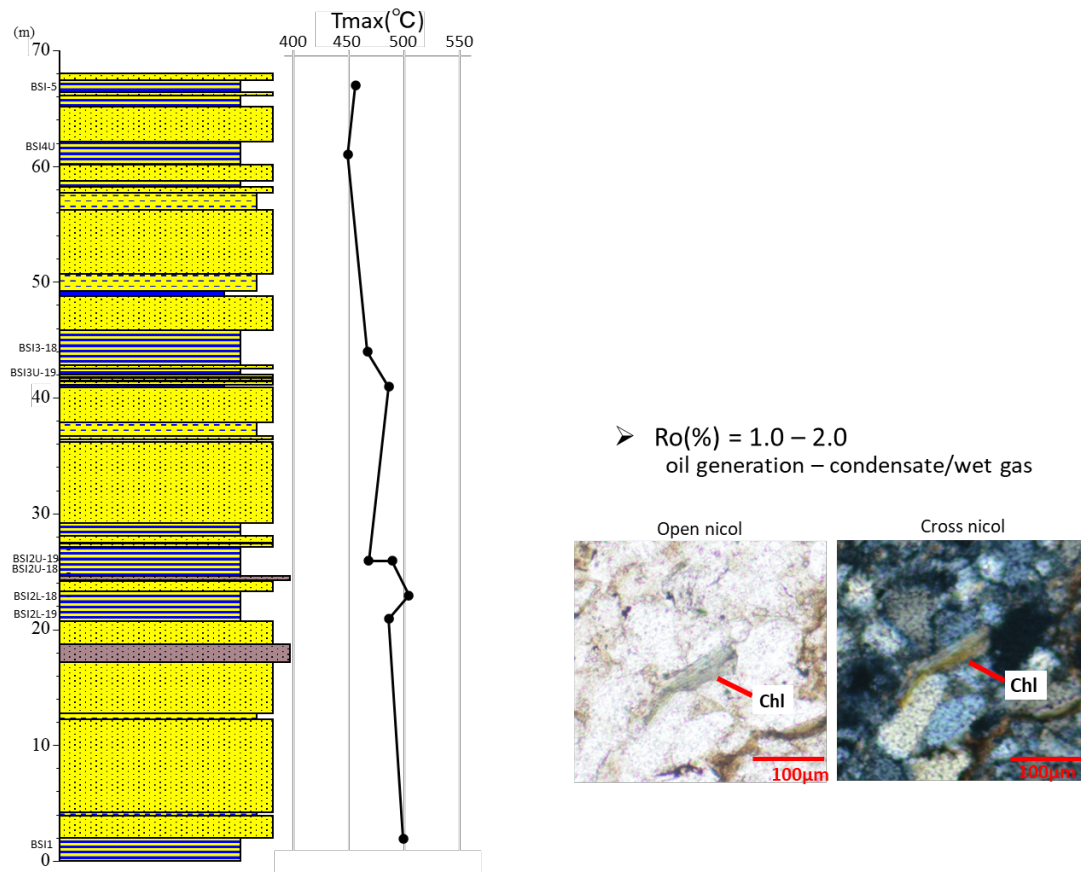 Tmax(°C)
(m)
400 450 500 550
70
BSI-5
BSI4U
60
50
BSI3-18
BSI3U-19
40
30
BSI2U-19
BSI2U-18
BSI2L-18
BSI2L-19
20
10
BSI1
0
➢ Ro(%) = 1.0 – 2.0
oil generation – condensate/wet gas
Open nicol
Cross nicol
Chl
100μm
Chl
100μm